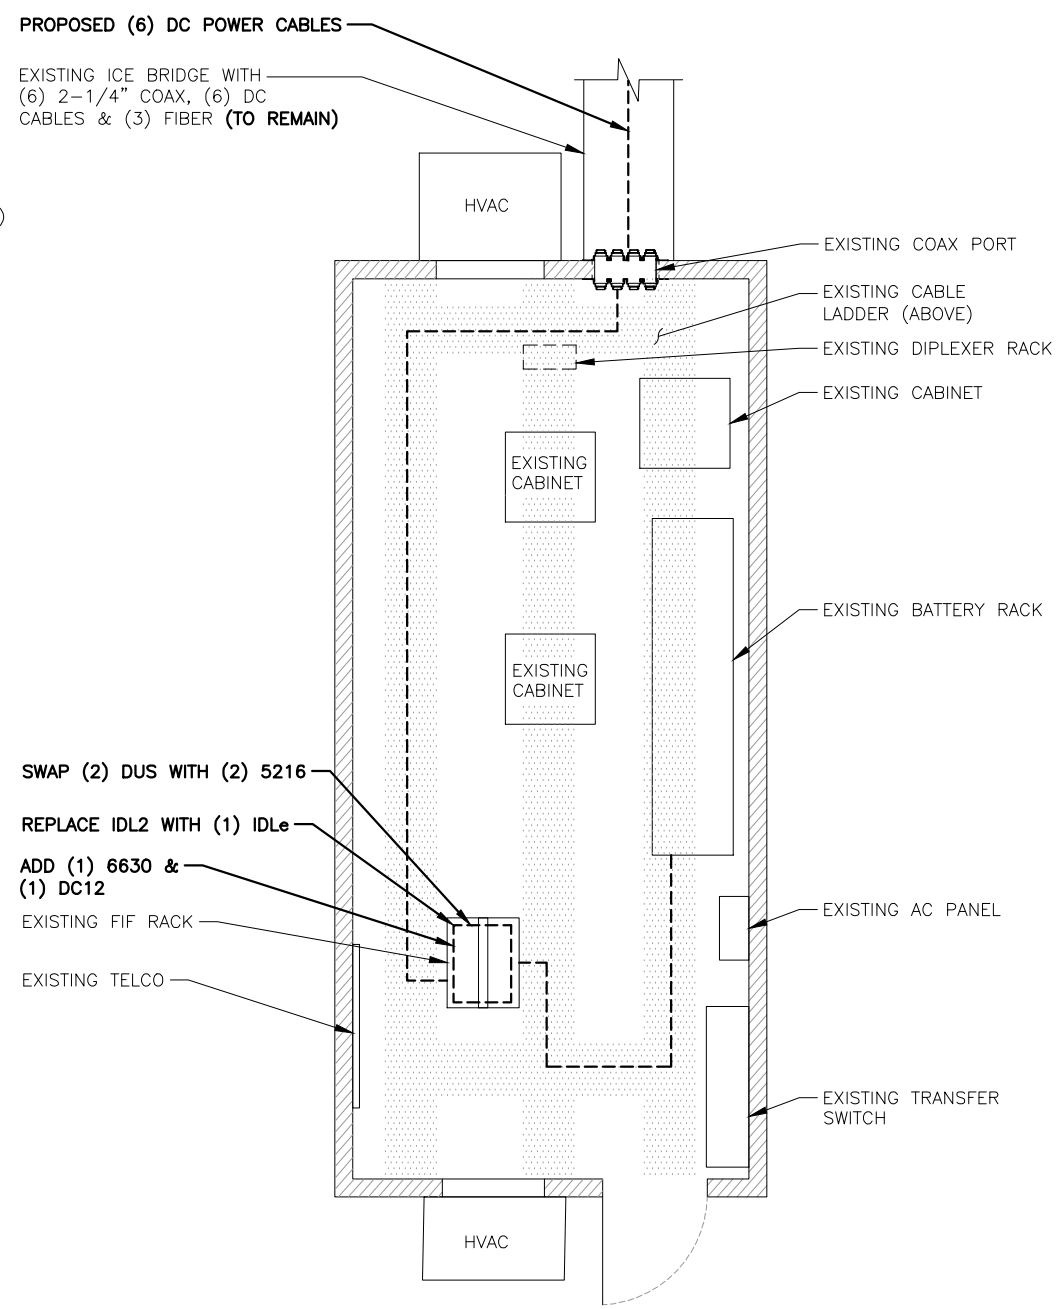 PROPOSED (6) DC POWER CABLES
EXISTING ICE BRIDGE WITH
(6) 2-1/4" COAX, (6) DC
CABLES & (3) FIBER (TO REMAIN)
)
HVAC
EXISTING COAX PORT
EXISTING CABLE
LADDER (ABOVE)
EXISTING DIPLEXER RACK
EXISTING CABINET
EXISTING
CABINET
EXISTING BATTERY RACK
EXISTING
CABINET
SWAP (2) DUS WITH (2) 5216
REPLACE IDL2 WITH (1) IDLe
ADD (1) 6630 &
(1) DC12
EXISTING FIF RACK
EXISTING TELCO
EXISTING AC PANEL
EXISTING TRANSFER
SWITCH
HVAC